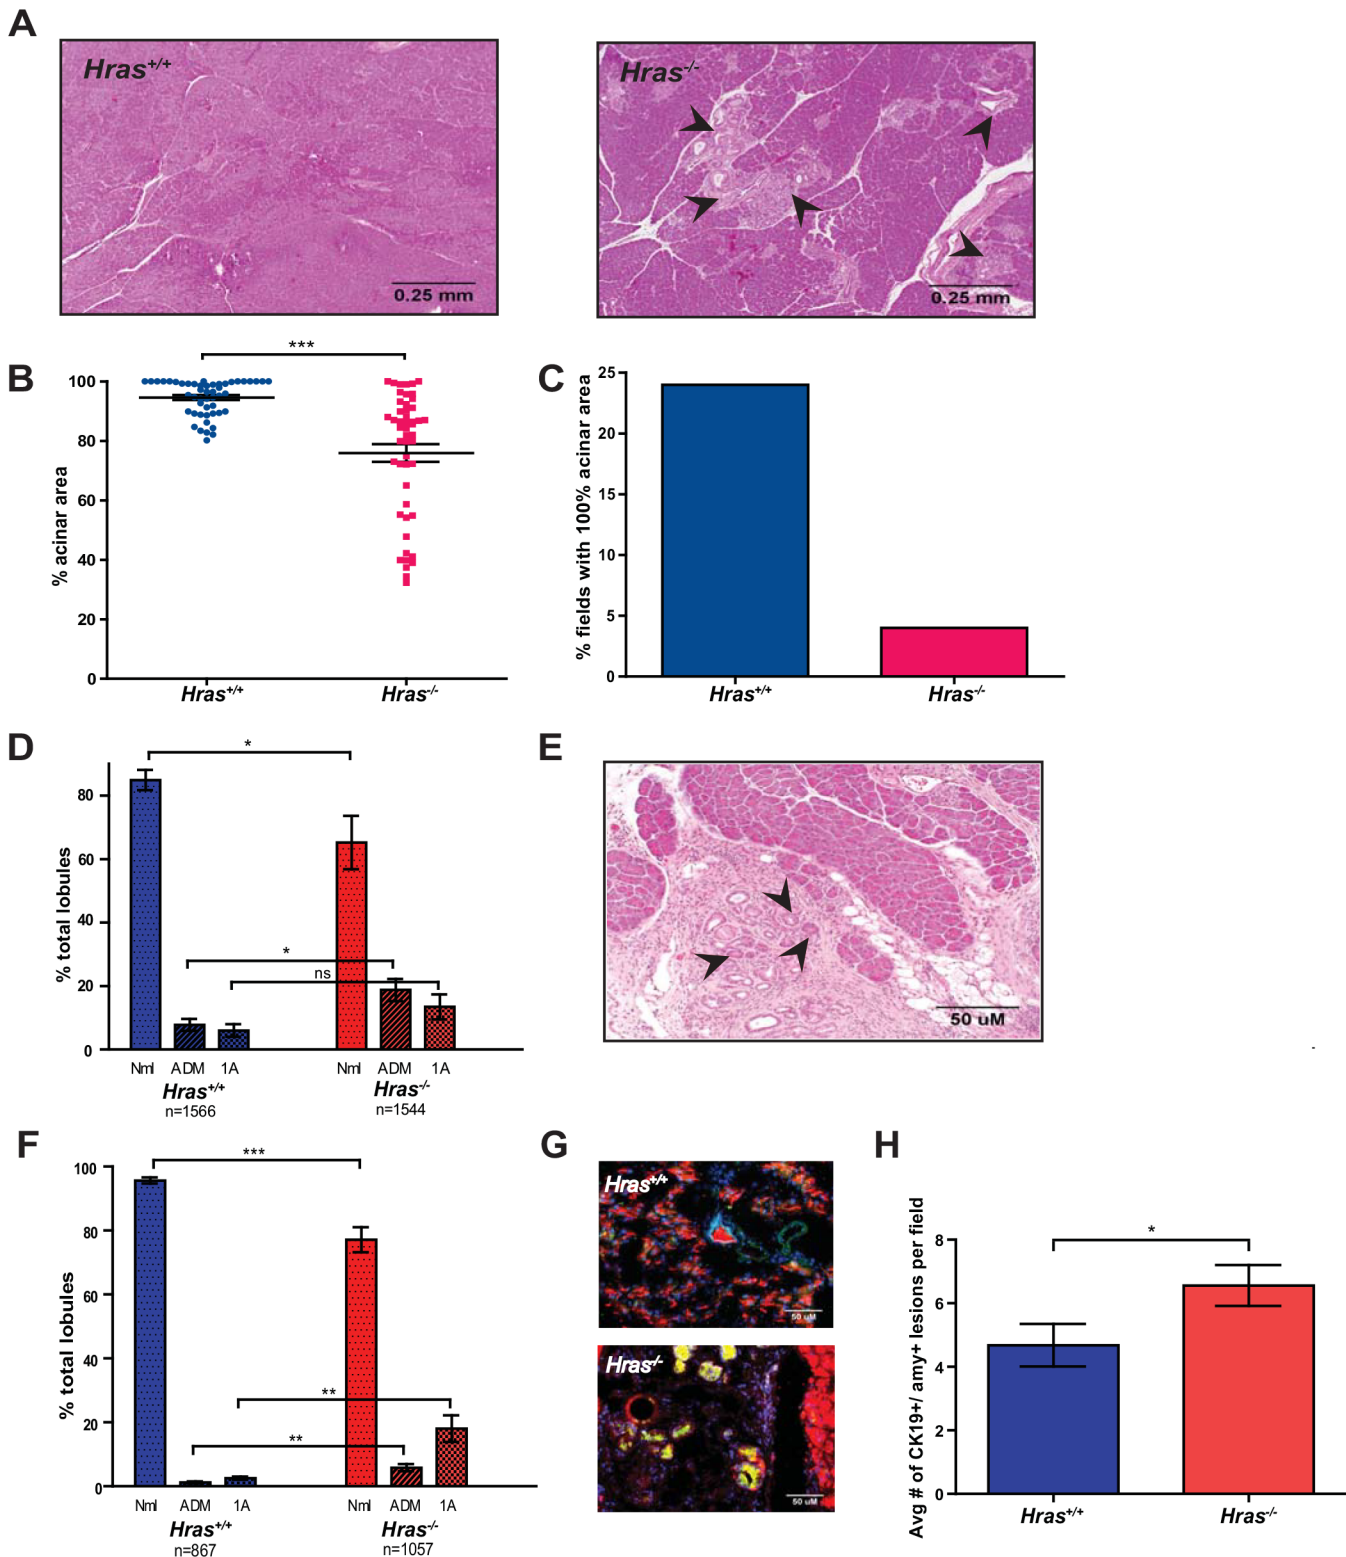 A
Hras+/+
0.25 mm
Hras-/-
0.25 mm
B
***
% acinar area
100
80
60
40
20
0
Hras+/+
Hras-/-
C
% fields with 100% acinar area
25
20
15
10
5
0
Hras+/+
Hras-/-
D
*
*
ns
% total lobules
80
60
40
20
0
Nml ADM 1A
Nml ADM 1A
Hras+/+
Hras-/-
n=1566
n=1544
E
50 uM
F
***
**
**
% total lobules
100
80
60
40
20
0
Nml ADM 1A
Nml ADM 1A
Hras+/+
Hras-/-
n=867
n=1057
G
Hras+/+
50 uM
Hras-/-
50 uM
H
*
Avg # of CK19+/ amy+ lesions per field
8
6
4
2
0
Hras+/+
Hras-/-